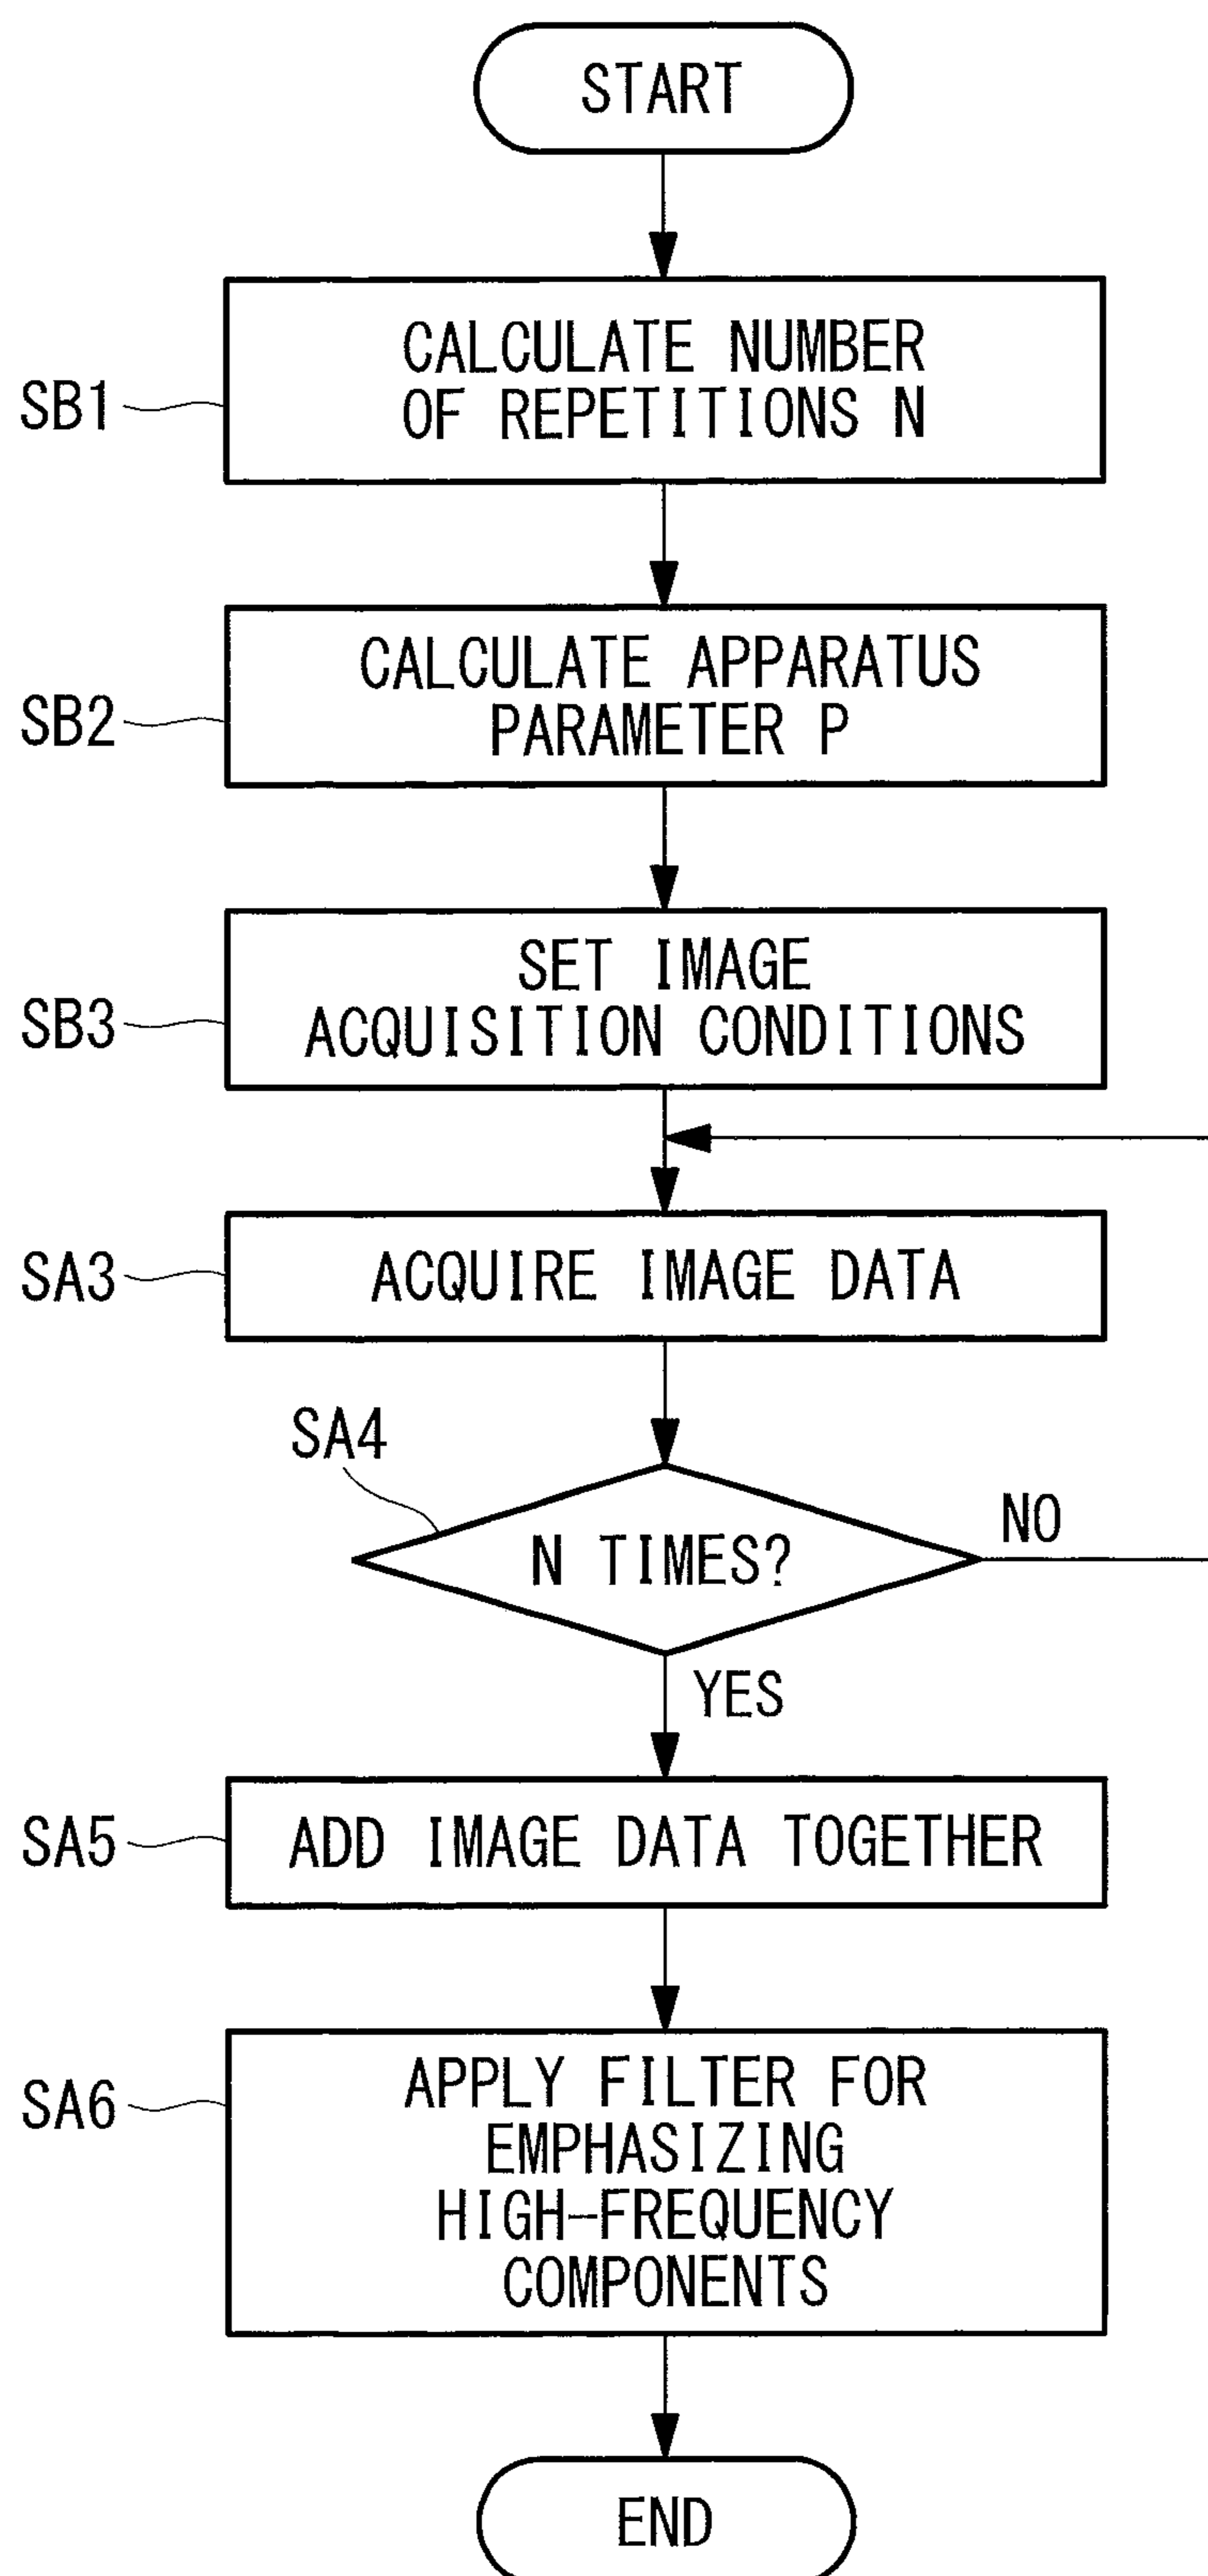 START
SB1
CALCULATE NUMBER
OF REPETITIONS N
SB2
CALCULATE APPARATUS
PARAMETER P
SB3
SET IMAGE
ACQUISITION CONDITIONS
SA3
ACQUIRE IMAGE DATA
SA4
N TIMES?
NO
YES
SA5
ADD IMAGE DATA TOGETHER
SA6
APPLY FILTER FOR
EMPHASIZING
HIGH-FREQUENCY
COMPONENTS
END